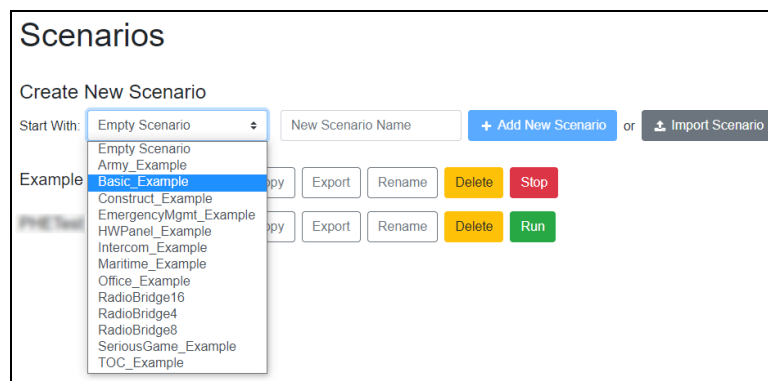 Scenarios
Create New Scenario
Start With: Empty Scenario New Scenario Name + Add New Scenario or Import Scenario
Empty Scenario
Army_Example
Basic_Example
Construct_Example
EmergencyMgmt_Example
HWPanel_Example
Intercom_Example
Maritime_Example
Office_Example
RadioBridge16
RadioBridge4
RadioBridge8
SeriousGame_Example
TOC_Example
Example opy Export Rename Delete Stop
opy Export Rename Delete Run